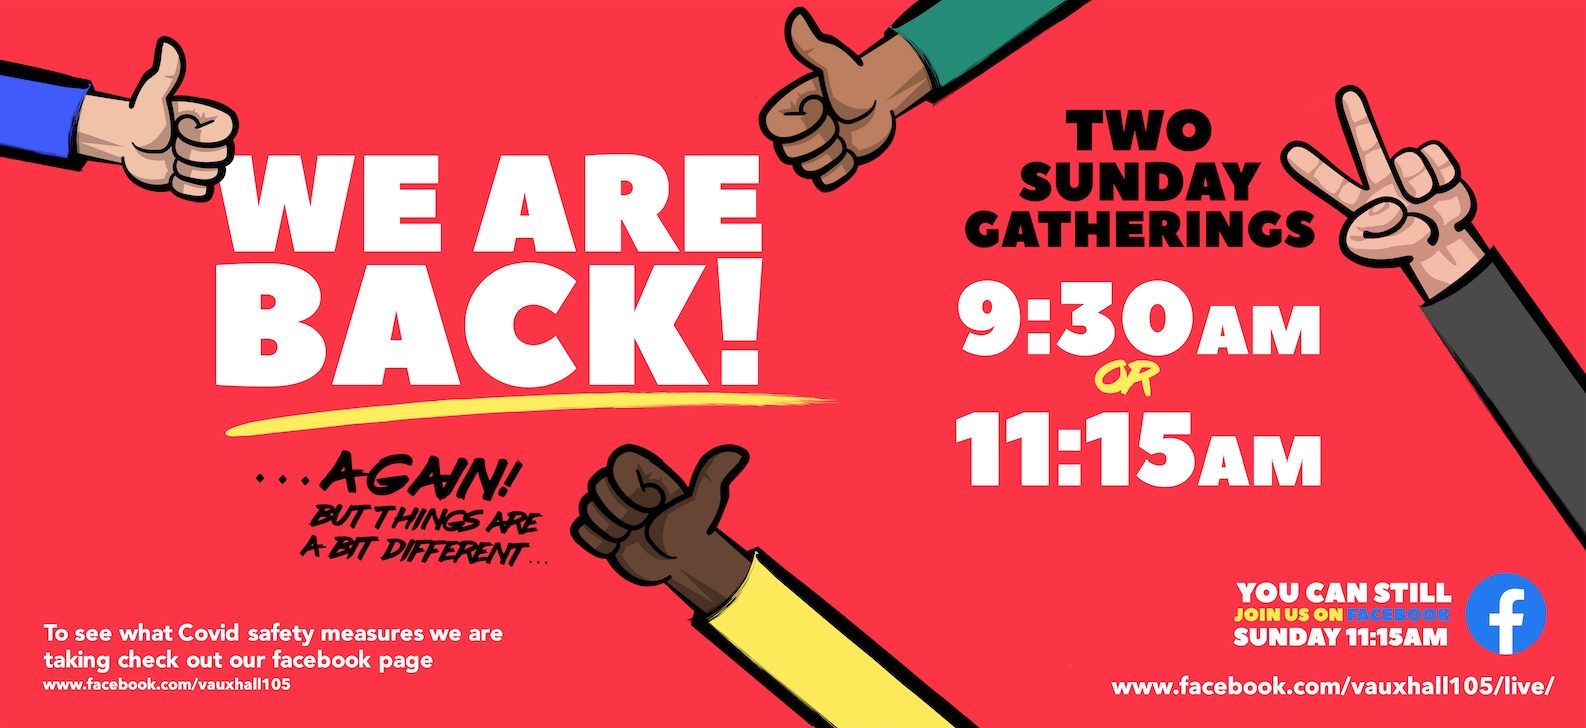 WE ARE
BACK!
...AGAIN!
BUT THINGS ARE
A BIT DIFFERENT...
To see what Covid safety measures we are
taking check out our facebook page
www.facebook.com/vauxhall105
TWO
SUNDAY
GATHERINGS
9:30AM
OR
11:15AM
YOU CAN STILL
JOIN US ON FACEBOOK
SUNDAY 11:15AM
f
www.facebook.com/vauxhall105/live/